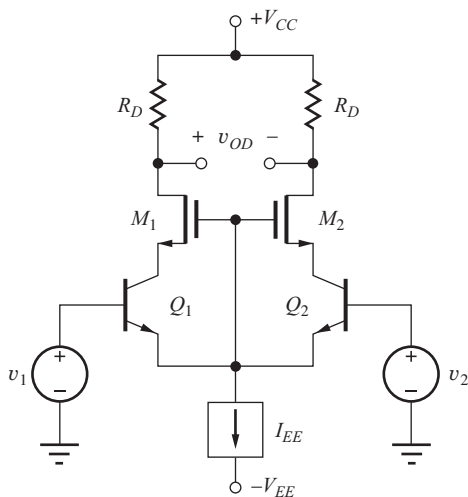 +V_CC
R_D
R_D
+ v_OD −
M_1
M_2
Q_1
Q_2
v_1
+
−
+
−
v_2
I_EE
−V_EE